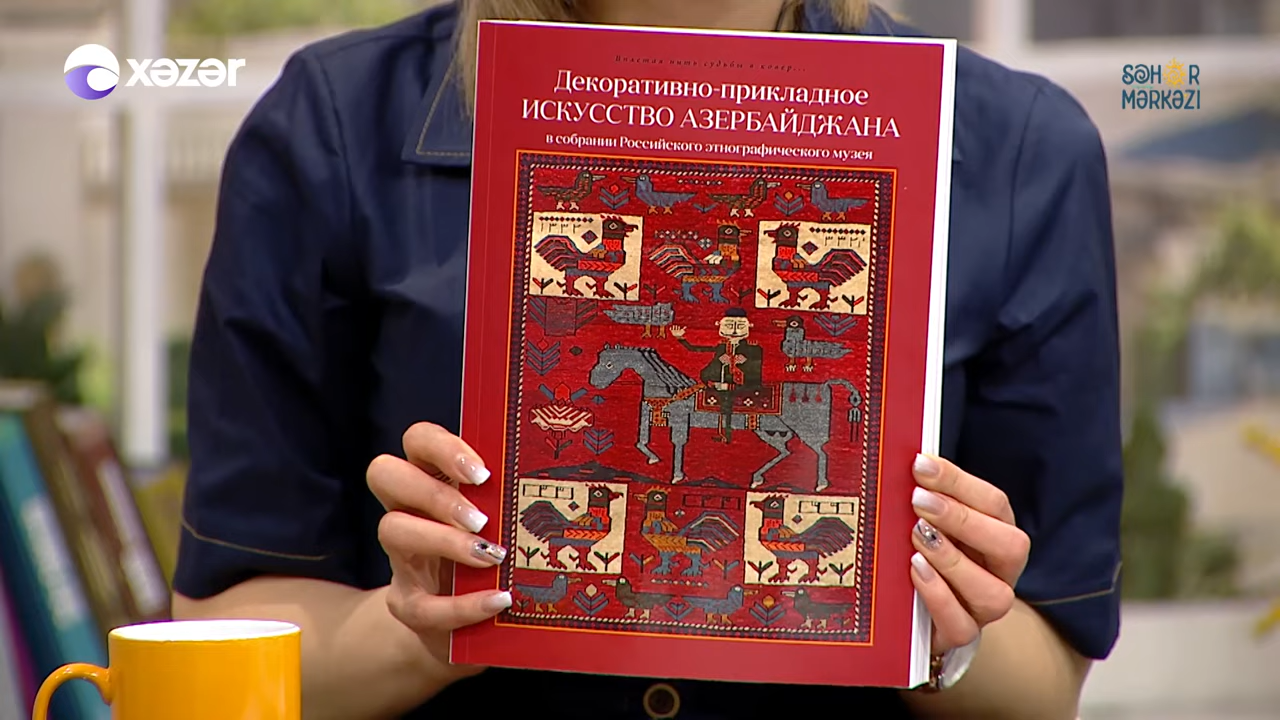 xəzər
SƏHƏR
MƏRKƏZİ
Вплетая нить судьбы в ковер...
Декоративно-прикладное
ИСКУССТВО АЗЕРБАЙДЖАНА
в собрании Российского этнографического музея